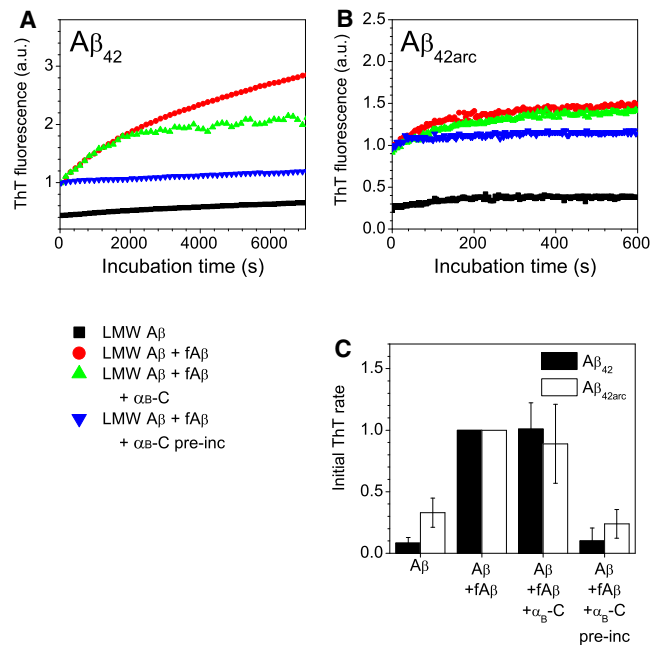 A
Aβ42
ThT fluorescence (a.u.)
3
2
1
0
2000
4000
6000
Incubation time (s)
B
Aβ42arc
ThT fluorescence (a.u.)
2.5
2.0
1.5
1.0
0.5
0.0
0
200
400
600
Incubation time (s)
LMW Aβ
LMW Aβ + fAβ
LMW Aβ + fAβ
+ αB-C
LMW Aβ + fAβ
+ αB-C pre-inc
C
Initial ThT rate
1.5
1.0
0.5
0.0
Aβ42
Aβ42arc
Aβ
Aβ
+fAβ
Aβ
+fAβ
+αB-C
Aβ
+fAβ
+αB-C
pre-inc